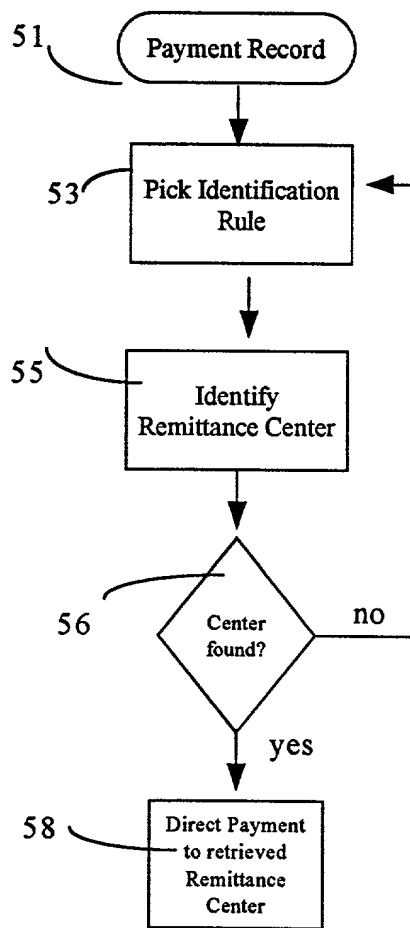 51
Payment Record
53
Pick Identification
Rule
55
Identify
Remittance Center
56
Center
found?
no
yes
58
Direct Payment
to retrieved
Remittance
Center